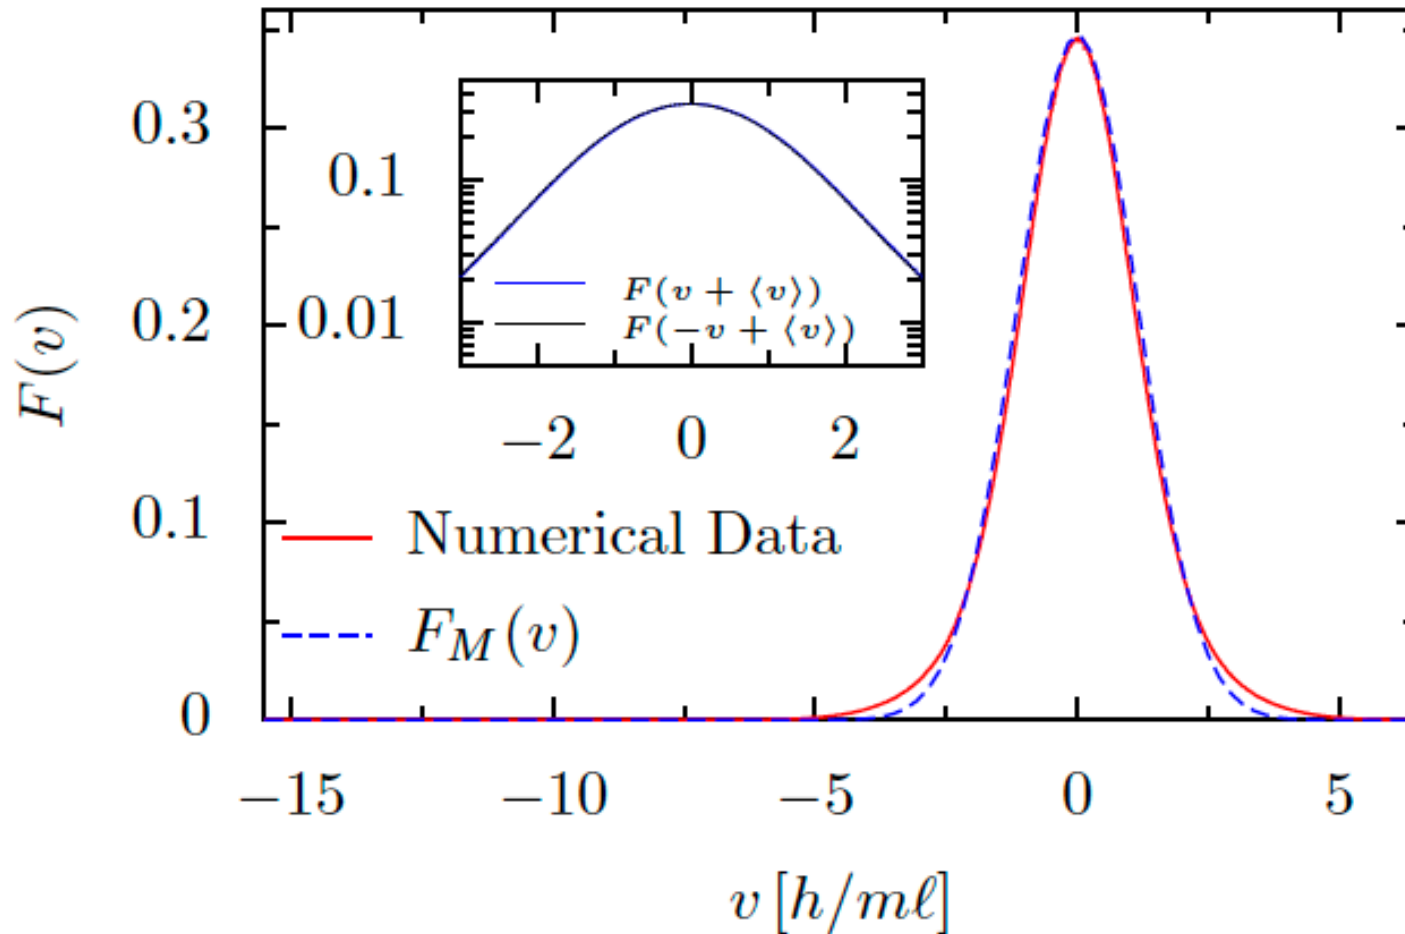 0.3
0.2
0.1
0
F(v)
0.1
0.01
F(v + ⟨v⟩)
F(−v + ⟨v⟩)
−2 0 2
Numerical Data
F_M(v)
−15 −10 −5 0 5
v [h/mℓ]